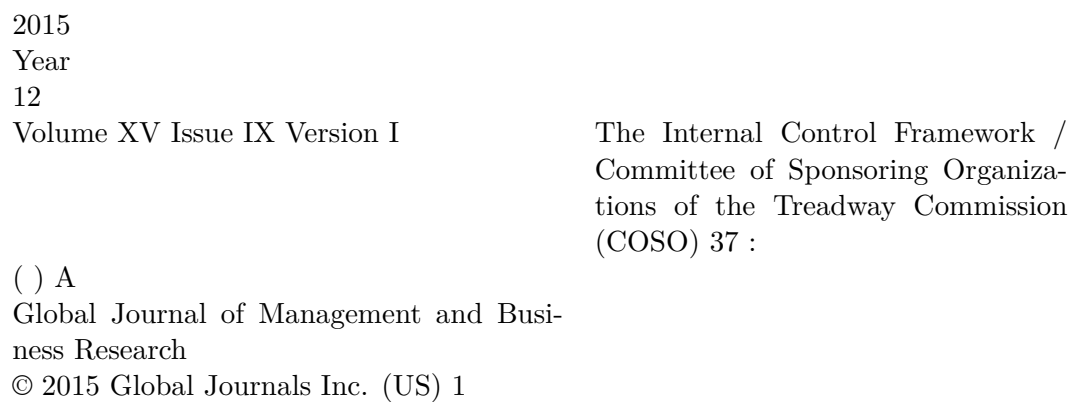 2015
Year
12
Volume XV Issue IX Version I
The Internal Control Framework /
Committee of Sponsoring Organiza-
tions of the Treadway Commission
(COSO) 37 :
( ) A
Global Journal of Management and Busi-
ness Research
© 2015 Global Journals Inc. (US) 1